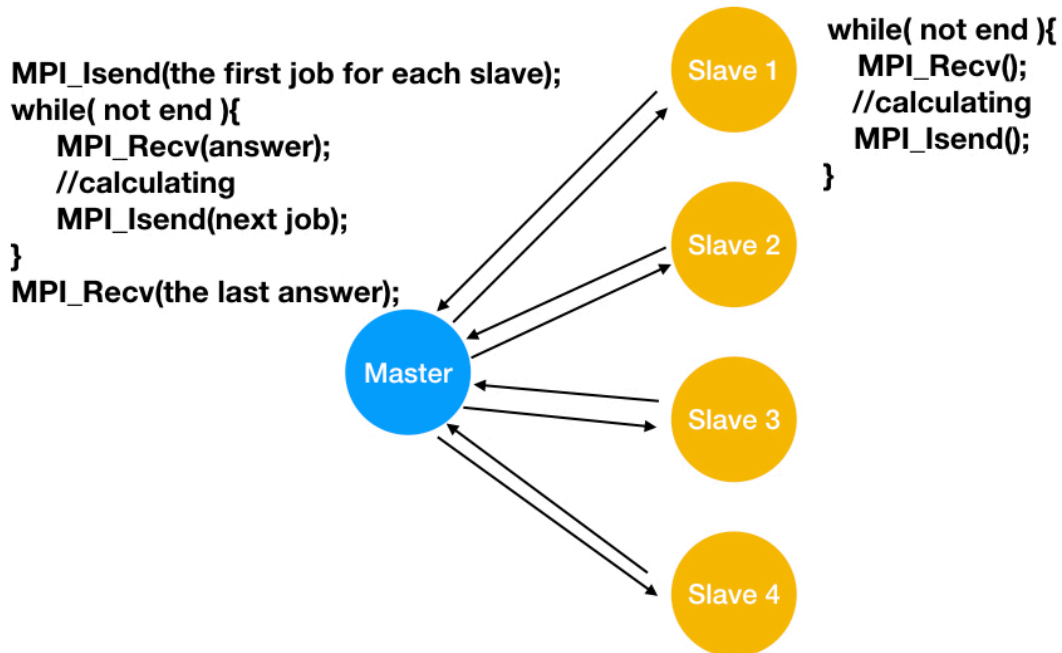 MPI_Isend(the first job for each slave);
while( not end ){
MPI_Recv(answer);
//calculating
MPI_Isend(next job);
}
MPI_Recv(the last answer);
Master
Slave 1
Slave 2
Slave 3
Slave 4
while( not end ){
MPI_Recv();
//calculating
MPI_Isend();
}